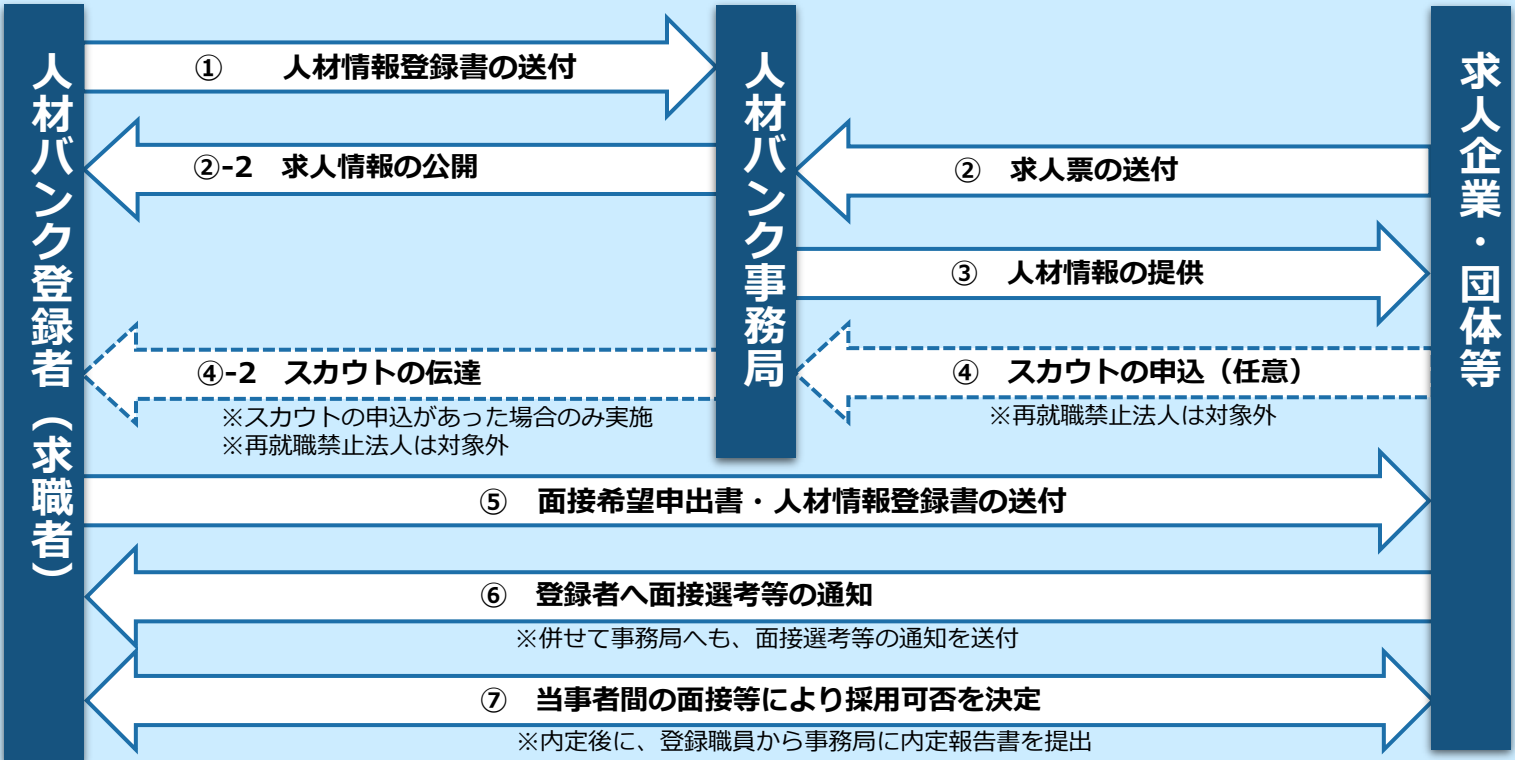 人材バンク登録者（求職者）
人材バンク事務局
求人企業・団体等
①　　人材情報登録書の送付
②-2　求人情報の公開
②　求人票の送付
③　人材情報の提供
④-2　スカウトの伝達
※スカウトの申込があった場合のみ実施
※再就職禁止法人は対象外
④　スカウトの申込（任意）
※再就職禁止法人は対象外
⑤　面接希望申出書・人材情報登録書の送付
⑥　登録者へ面接選考等の通知
※併せて事務局へも、面接選考等の通知を送付
⑦　当事者間の面接等により採用可否を決定
※内定後に、登録職員から事務局に内定報告書を提出